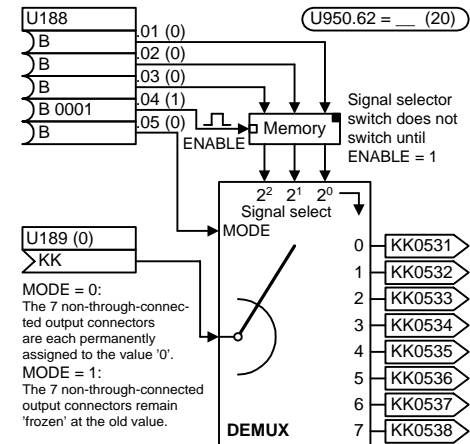 U188
U950.62 = __ (20)
B .01 (0)
B .02 (0)
B .03 (0)
B 0001 .04 (1)
B .05 (0)
ENABLE
Memory
Signal selector
switch does not
switch until
ENABLE = 1
2² 2¹ 2⁰
Signal select
MODE
U189 (0)
KK
0 KK0531
1 KK0532
2 KK0533
3 KK0534
4 KK0535
5 KK0536
6 KK0537
7 KK0538
MODE = 0:
The 7 non-through-connec-
ted output connectors
are each permanently
assigned to the value '0'.
MODE = 1:
The 7 non-through-connected
output connectors remain
'frozen' at the old value.
DEMUX